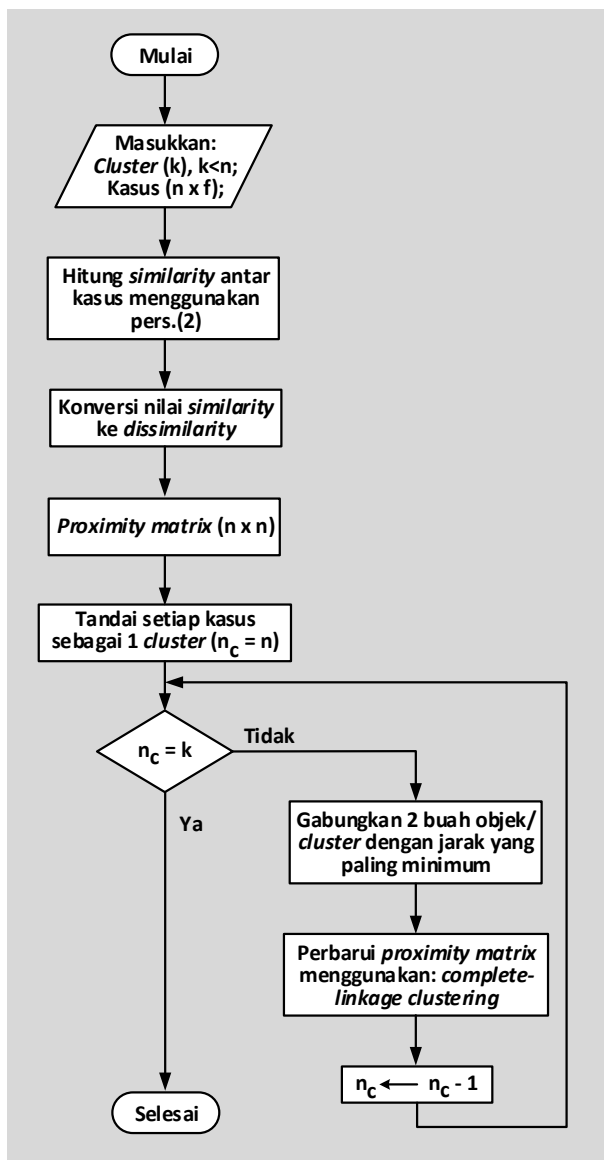 Mulai
Masukkan:
Cluster (k), k<n;
Kasus (n x f);
Hitung similarity antar
kasus menggunakan
pers.(2)
Konversi nilai similarity
ke dissimilarity
Proximity matrix (n x n)
Tandai setiap kasus
sebagai 1 cluster (nC = n)
nC = k
Tidak
Ya
Gabungkan 2 buah objek/
cluster dengan jarak yang
paling minimum
Perbarui proximity matrix
menggunakan: complete-
linkage clustering
nC ← nC - 1
Selesai